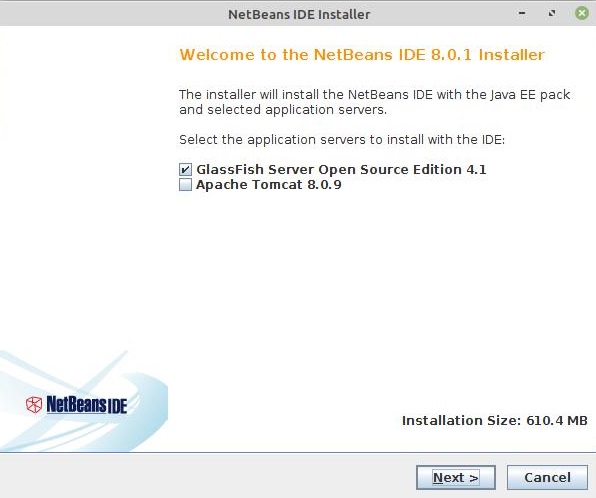 NetBeans IDE Installer
Welcome to the NetBeans IDE 8.0.1 Installer
The installer will install the NetBeans IDE with the Java EE pack
and selected application servers.
Select the application servers to install with the IDE:
GlassFish Server Open Source Edition 4.1
Apache Tomcat 8.0.9
NetBeans IDE
Installation Size: 610.4 MB
Next >
Cancel